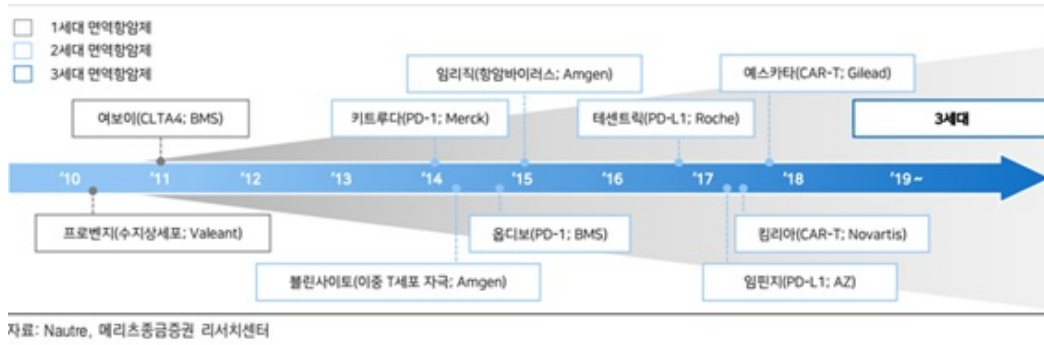 1세대 면역항암제
2세대 면역항암제
3세대 면역항암제
임리직(항암바이러스; Amgen)
예스카타(CAR-T; Gilead)
여보이(CLTA4; BMS)
키트루다(PD-1; Merck)
테센트릭(PD-L1; Roche)
3세대
'10 '11 '12 '13 '14 '15 '16 '17 '18 '19~
프로벤지(수지상세포; Valeant)
옵디보(PD-1; BMS)
킴리아(CAR-T; Novartis)
블린사이토(이중 T세포 자극; Amgen)
임핀지(PD-L1; AZ)
자료: Nautre, 메리츠종금증권 리서치센터